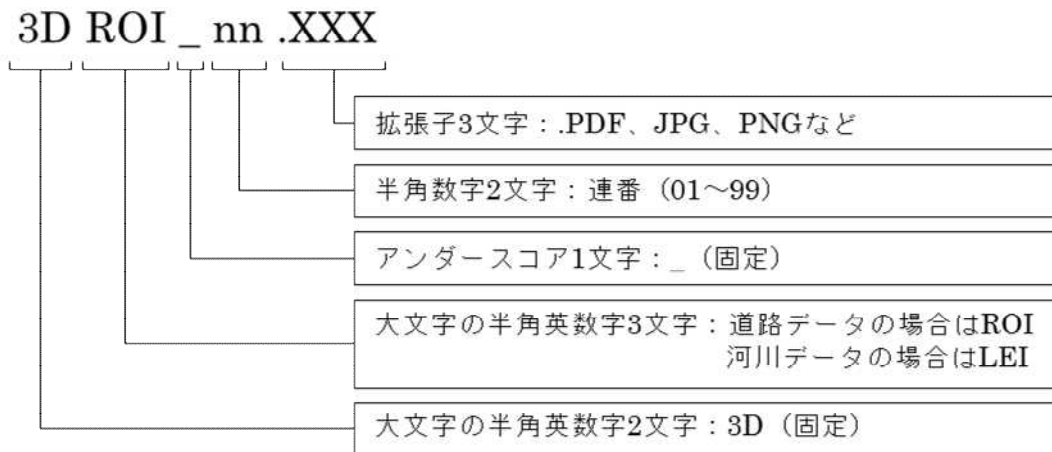 3D ROI _ nn .XXX
拡張子3文字：.PDF、JPG、PNGなど
半角数字2文字：連番（01～99）
アンダースコア1文字：_（固定）
大文字の半角英数字3文字：道路データの場合はROI
河川データの場合はLEI
大文字の半角英数字2文字：3D（固定）